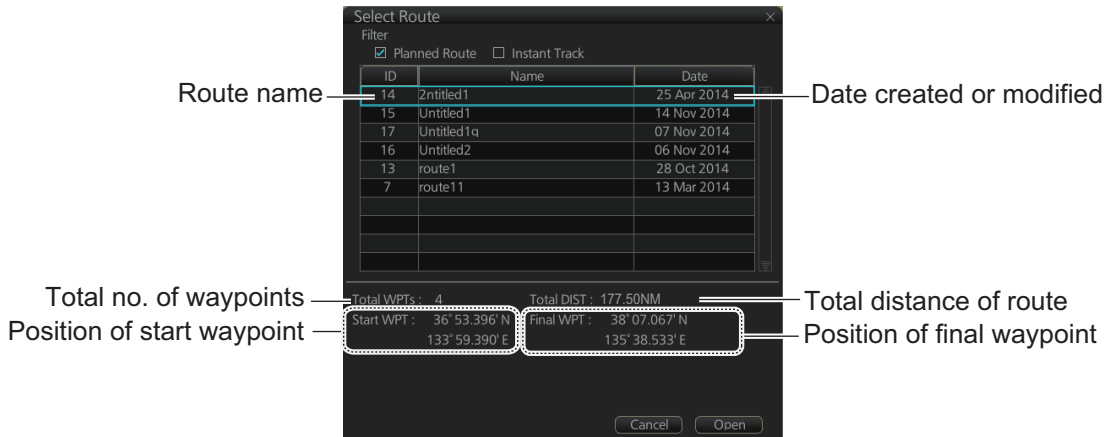 Select Route ×
Filter
Planned Route Instant Track
ID Name Date
Route name 14 2ntitled1 25 Apr 2014 Date created or modified
15 Untitled1 14 Nov 2014
17 Untitled1q 07 Nov 2014
16 Untitled2 06 Nov 2014
13 route1 28 Oct 2014
7 route11 13 Mar 2014
Total no. of waypoints Total WPTs : 4 Total DIST : 177.50NM Total distance of route
Position of start waypoint Start WPT : 36°53.396' N Final WPT : 38°07.067' N Position of final waypoint
133°59.390' E 135°38.533' E
Cancel Open